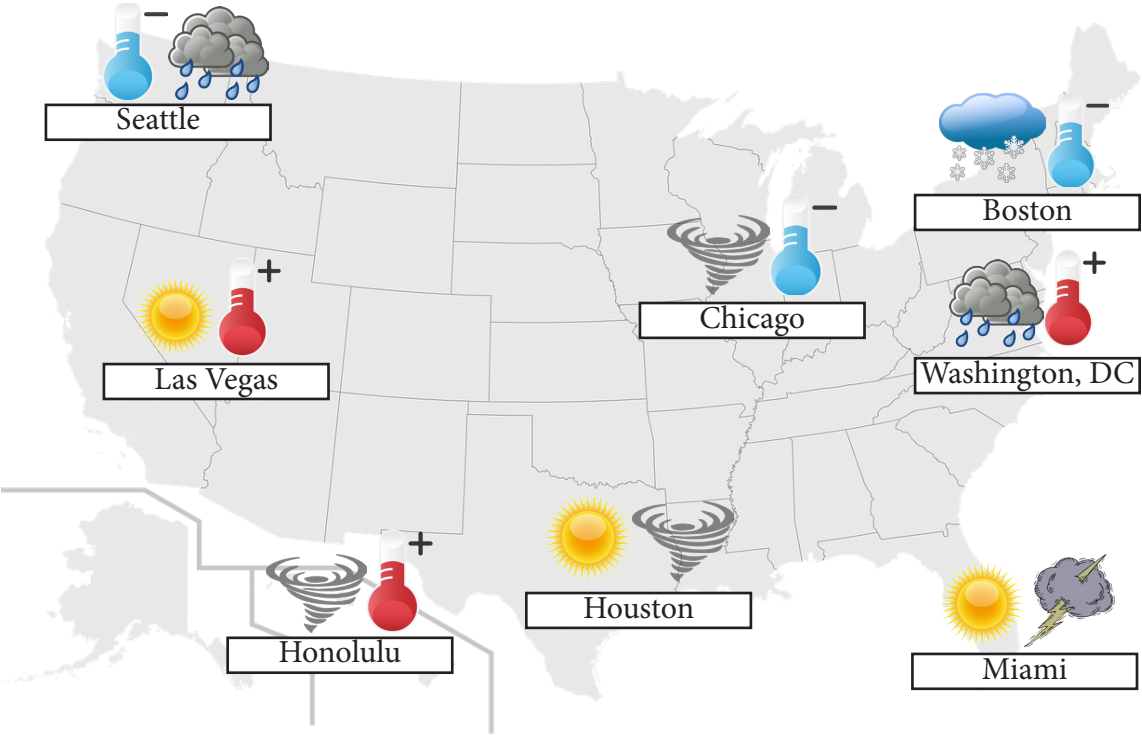 Seattle
Boston
Chicago
Las Vegas
Washington, DC
Houston
Honolulu
Miami